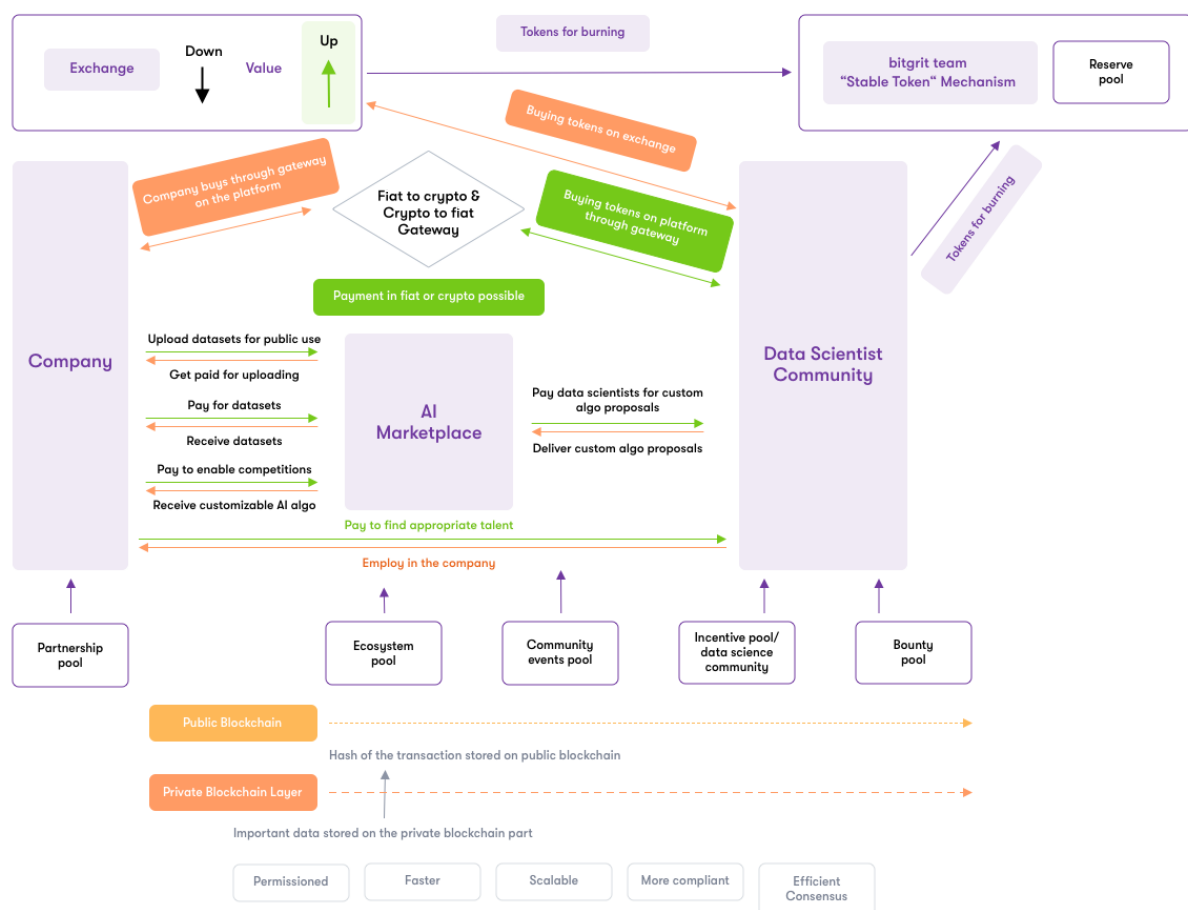 Tokens for burning
Exchange
Down
Value
Up
bitgrit team
“Stable Token“ Mechanism
Reserve
pool
Buying tokens on exchange
Company buys through gateway
on the platform
Fiat to crypto &
Crypto to fiat
Gateway
Buying tokens on platform
through gateway
Tokens for burning
Payment in fiat or crypto possible
Company
Upload datasets for public use
Get paid for uploading
Pay for datasets
Receive datasets
Pay to enable competitions
Receive customizable AI algo
AI
Marketplace
Pay data scientists for custom
algo proposals
Deliver custom algo proposals
Data Scientist
Community
Pay to find appropriate talent
Employ in the company
Partnership
pool
Ecosystem
pool
Community
events pool
Incentive pool/
data science
community
Bounty
pool
Public Blockchain
Hash of the transaction stored on public blockchain
Private Blockchain Layer
Important data stored on the private blockchain part
Permissioned
Faster
Scalable
More compliant
Efficient
Consensus